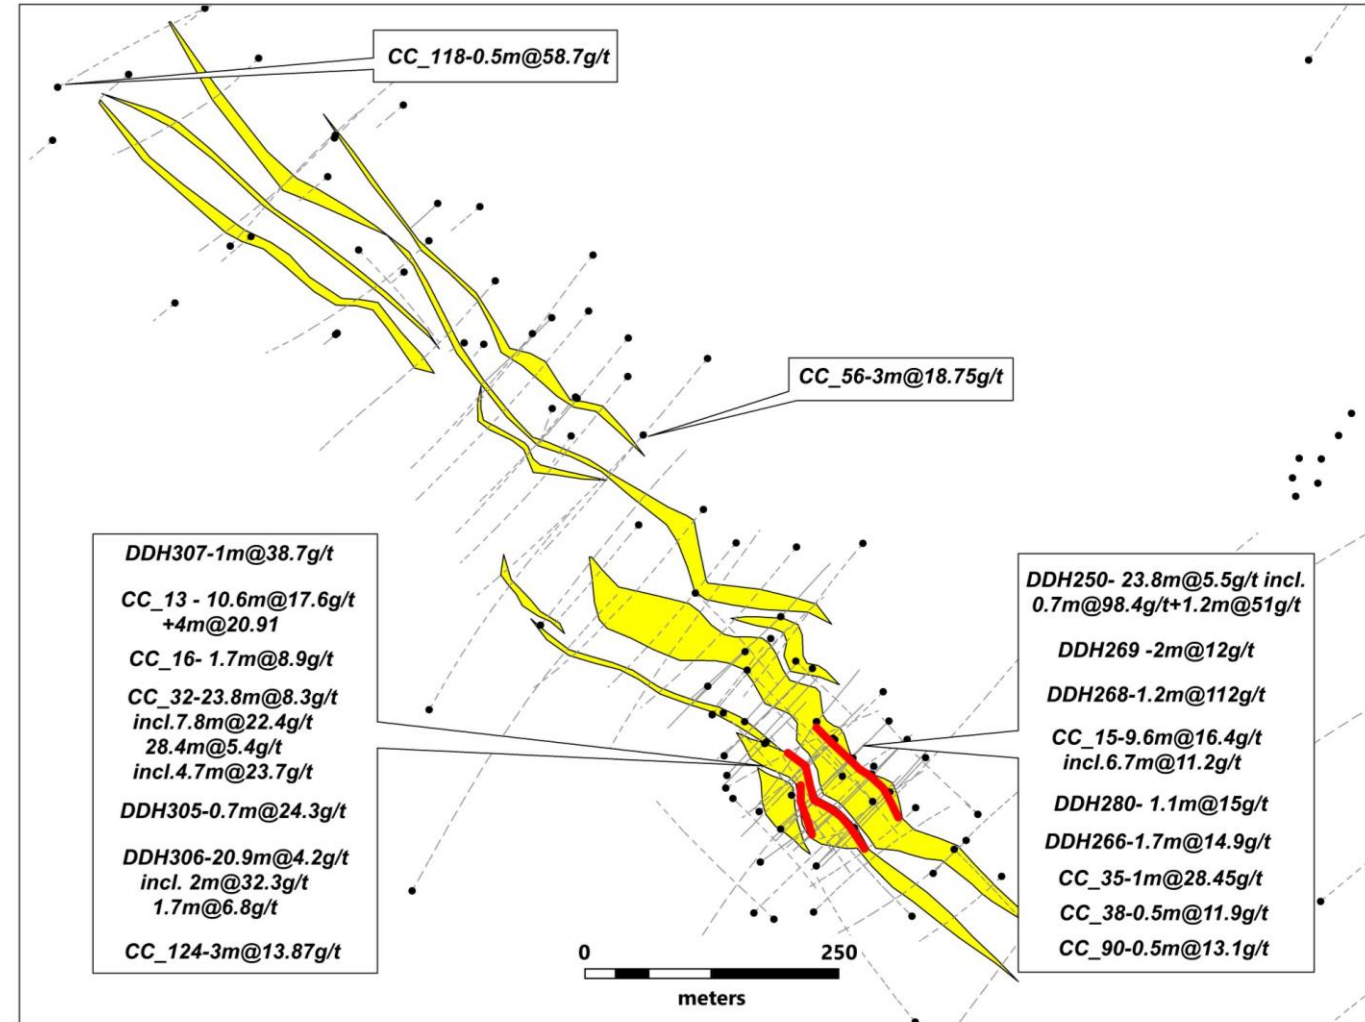 CC_118-0.5m@58.7g/t
CC_56-3m@18.75g/t
DDH307-1m@38.7g/t
CC_13 - 10.6m@17.6g/t
+4m@20.91
CC_16- 1.7m@8.9g/t
CC_32-23.8m@8.3g/t
incl.7.8m@22.4g/t
28.4m@5.4g/t
incl.4.7m@23.7g/t
DDH305-0.7m@24.3g/t
DDH306-20.9m@4.2g/t
incl. 2m@32.3g/t
1.7m@6.8g/t
CC_124-3m@13.87g/t
DDH250- 23.8m@5.5g/t incl.
0.7m@98.4g/t+1.2m@51g/t
DDH269 -2m@12g/t
DDH268-1.2m@112g/t
CC_15-9.6m@16.4g/t
incl.6.7m@11.2g/t
DDH280- 1.1m@15g/t
DDH266-1.7m@14.9g/t
CC_35-1m@28.45g/t
CC_38-0.5m@11.9g/t
CC_90-0.5m@13.1g/t
0 250
meters